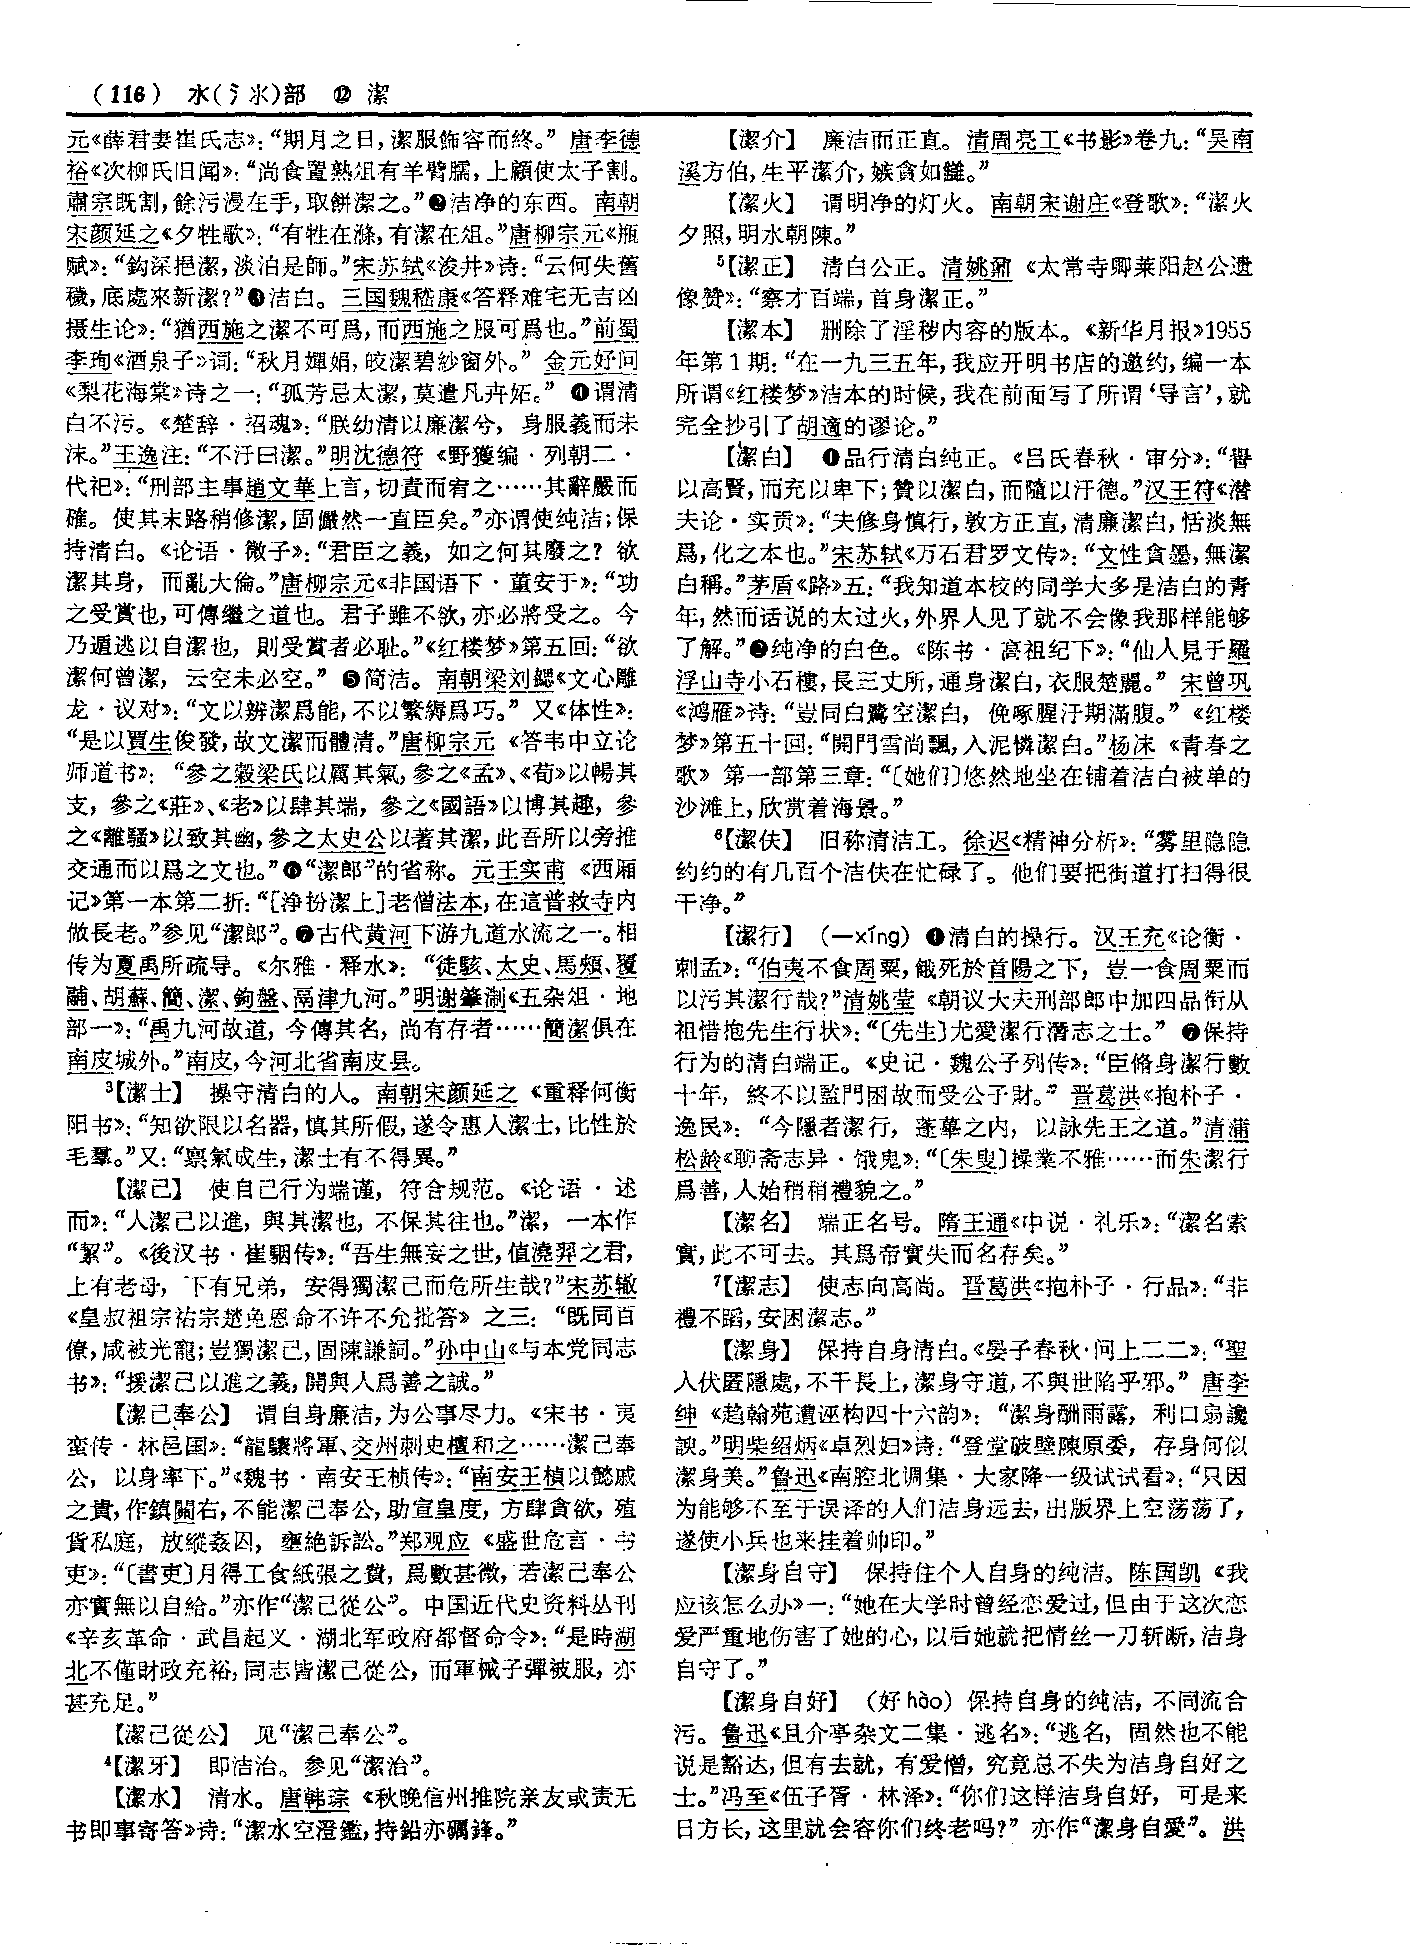 (116) 水(氵氺)部 ⑫ 潔
元《薛君妻崔氏志》：“期月之日，潔服飾容而終。” 唐李德
裕《次柳氏旧闻》：“尚食置熟俎有羊臂臑，上顧使太子割。
肅宗既割，餘污漫在手，取餅潔之。”❷洁净的东西。南朝
宋颜延之《夕牲歌》：“有牲在滌，有潔在俎。”唐柳宗元《瓶
赋》：“鈎深挹潔，淡泊是師。”宋苏轼《浚井》诗：“云何失舊
穢，底處來新潔？”❸洁白。三国魏嵇康《答释难宅无吉凶
摄生论》：“猶西施之潔不可爲，而西施之服可爲也。”前蜀
李珣《酒泉子》词：“秋月嬋娟，皎潔碧紗窗外。” 金元好问
《梨花海棠》诗之一：“孤芳忌太潔，莫遣凡卉妬。” ❹谓清
白不污。《楚辞·招魂》：“朕幼清以廉潔兮，身服義而未
沬。”王逸注：“不汙曰潔。”明沈德符《野獲编·列朝二·
代祀》：“刑部主事趙文華上言，切責而宥之……其辭嚴而
確。使其末路稍修潔，固儼然一直臣矣。”亦谓使纯洁；保
持清白。《论语·微子》：“君臣之義，如之何其廢之？欲
潔其身，而亂大倫。”唐柳宗元《非国语下·董安于》：“功
之受賞也，可傳繼之道也。君子雖不欲，亦必將受之。今
乃遁逃以自潔也，則受賞者必耻。”《红楼梦》第五回：“欲
潔何曾潔，云空未必空。” ❺简洁。南朝梁刘勰《文心雕
龙·议对》：“文以辨潔爲能，不以繁縟爲巧。” 又《体性》：
“是以賈生俊發，故文潔而體清。”唐柳宗元《答韦中立论
师道书》：“參之穀梁氏以厲其氣，參之《孟》、《荀》以暢其
支，參之《莊》、《老》以肆其端，參之《國語》以博其趣，參
之《離騷》以致其幽，參之太史公以著其潔，此吾所以旁推
交通而以爲之文也。”❻“潔郎”的省称。元王实甫《西厢
记》第一本第二折：“〔净扮潔上〕老僧法本，在這普救寺内
做長老。”参见“潔郎”。❼古代黄河下游九道水流之一。相
传为夏禹所疏导。《尔雅·释水》：“徒駭、太史、馬頰、覆
鬴、胡蘇、簡、潔、鉤盤、鬲津九河。”明谢肇淛《五杂俎·地
部一》：“禹九河故道，今傳其名，尚有存者……簡潔俱在
南皮城外。”南皮，今河北省南皮县。
³【潔士】 操守清白的人。南朝宋颜延之《重释何衡
阳书》：“知欲限以名器，慎其所假，遂令惠人潔士，比性於
毛羣。”又：“禀氣成生，潔士有不得異。”
【潔己】 使自己行为端谨，符合规范。《论语·述
而》：“人潔己以進，與其潔也，不保其往也。”潔，一本作
“絜”。《後汉书·崔駰传》：“吾生無妄之世，值澆羿之君，
上有老母，下有兄弟，安得獨潔己而危所生哉？”宋苏辙
《皇叔祖宗祐宗楚免恩命不许不允批答》之三：“既同百
僚，咸被光寵；豈獨潔己，固陳謙詞。”孙中山《与本党同志
书》：“援潔己以進之義，開與人爲善之誠。”
【潔己奉公】 谓自身廉洁，为公事尽力。《宋书·夷
蛮传·林邑国》：“龍驤將軍、交州刺史檀和之……潔己奉
公，以身率下。”《魏书·南安王桢传》：“南安王楨以懿戚
之貴，作鎮關右，不能潔己奉公，助宣皇度，方肆貪欲，殖
貨私庭，放縱姦囚，壅絶訴訟。”郑观应《盛世危言·书
吏》：“〔書吏〕月得工食紙張之貲，爲數甚微，若潔己奉公
亦實無以自給。”亦作“潔己從公”。中国近代史资料丛刊
《辛亥革命·武昌起义·湖北军政府都督命令》：“是時湖
北不僅財政充裕，同志皆潔己從公，而軍械子彈被服，亦
甚充足。”
【潔己從公】 见“潔己奉公”。
⁴【潔牙】 即洁治。参见“潔治”。
【潔水】 清水。唐韩琮《秋晚信州推院亲友或责无
书即事寄答》诗：“潔水空澄鑑，持鉛亦礪鋒。”
【潔介】 廉洁而正直。清周亮工《书影》卷九：“吴南
溪方伯，生平潔介，嫉貪如讎。”
【潔火】 谓明净的灯火。南朝宋谢庄《登歌》：“潔火
夕照，明水朝陳。”
⁵【潔正】 清白公正。清姚鼐《太常寺卿莱阳赵公遗
像赞》：“察才百端，首身潔正。”
【潔本】 删除了淫秽内容的版本。《新华月报》1955
年第1期：“在一九三五年，我应开明书店的邀约，编一本
所谓《红楼梦》洁本的时候，我在前面写了所谓‘导言’，就
完全抄引了胡適的谬论。”
【潔白】 ❶品行清白纯正。《吕氏春秋·审分》：“譽
以高賢，而充以卑下；贊以潔白，而隨以汙德。”汉王符《潜
夫论·实贡》：“夫修身慎行，敦方正直，清廉潔白，恬淡無
爲，化之本也。”宋苏轼《万石君罗文传》：“文性貪墨，無潔
白稱。”茅盾《路》五：“我知道本校的同学大多是洁白的青
年，然而话说的太过火，外界人见了就不会像我那样能够
了解。”❷纯净的白色。《陈书·高祖纪下》：“仙人見于羅
浮山寺小石樓，長三丈所，通身潔白，衣服楚麗。” 宋曾巩
《鸿雁》诗：“豈同白鷺空潔白，俛啄腥汙期滿腹。”《红楼
梦》第五十回：“開門雪尚飄，入泥憐潔白。”杨沫《青春之
歌》第一部第三章：“〔她们〕悠然地坐在铺着洁白被单的
沙滩上，欣赏着海景。”
⁶【潔伕】 旧称清洁工。徐迟《精神分析》：“雾里隐隐
约约的有几百个洁伕在忙碌了。他们要把街道打扫得很
干净。”
【潔行】 （—xíng）❶清白的操行。汉王充《论衡·
刺孟》：“伯夷不食周粟，餓死於首陽之下，豈一食周粟而
以污其潔行哉？”清姚莹《朝议大夫刑部郎中加四品衔从
祖惜抱先生行状》：“〔先生〕尤愛潔行潛志之士。” ❷保持
行为的清白端正。《史记·魏公子列传》：“臣脩身潔行數
十年，終不以監門困故而受公子財。” 晋葛洪《抱朴子·
逸民》：“今隱者潔行，蓬蓽之内，以詠先王之道。”清蒲
松龄《聊斋志异·饿鬼》：“〔朱叟〕操業不雅……而朱潔行
爲善，人始稍稍禮貌之。”
【潔名】 端正名号。隋王通《中说·礼乐》：“潔名索
實，此不可去。其爲帝實失而名存矣。”
⁷【潔志】 使志向高尚。晋葛洪《抱朴子·行品》：“非
禮不蹈，安困潔志。”
【潔身】 保持自身清白。《晏子春秋·问上二二》：“聖
人伏匿隱處，不干長上，潔身守道，不與世陷乎邪。” 唐李
绅《趋翰苑遭诬构四十六韵》：“潔身酬雨露，利口扇讒
諛。”明柴绍炳《卓烈妇》诗：“登堂破壁陳原委，存身何似
潔身美。”鲁迅《南腔北调集·大家降一级试试看》：“只因
为能够不至于误译的人们洁身远去，出版界上空荡荡了，
遂使小兵也来挂着帅印。”
【潔身自守】 保持住个人自身的纯洁。陈国凯《我
应该怎么办》一：“她在大学时曾经恋爱过，但由于这次恋
爱严重地伤害了她的心，以后她就把情丝一刀斩断，洁身
自守了。”
【潔身自好】（好hào）保持自身的纯洁，不同流合
污。鲁迅《且介亭杂文二集·逃名》：“逃名，固然也不能
说是豁达，但有去就，有爱憎，究竟总不失为洁身自好之
士。”冯至《伍子胥·林泽》：“你们这样洁身自好，可是来
日方长，这里就会容你们终老吗？” 亦作“潔身自愛”。洪